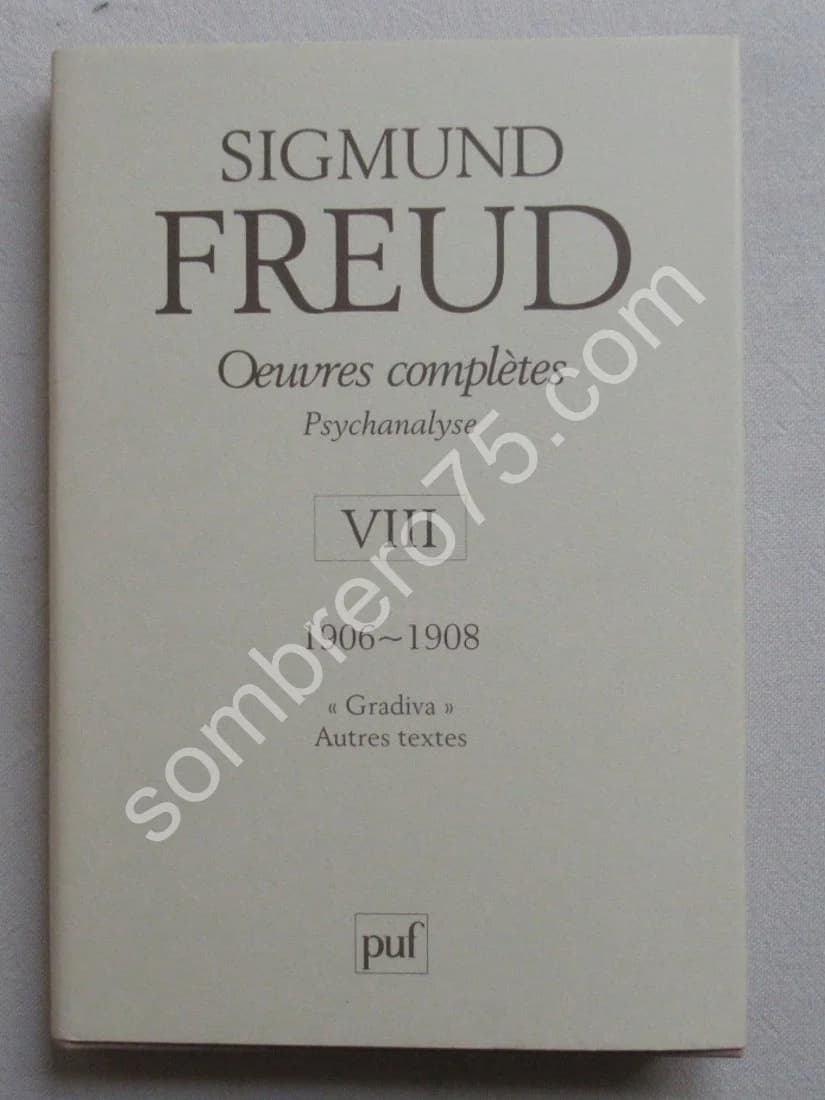 SIGMUND
FREUD
Oeuvres complètes
Psychanalyse
VIII
1906~1908
« Gradiva »
Autres textes
puf
sombrero75.com